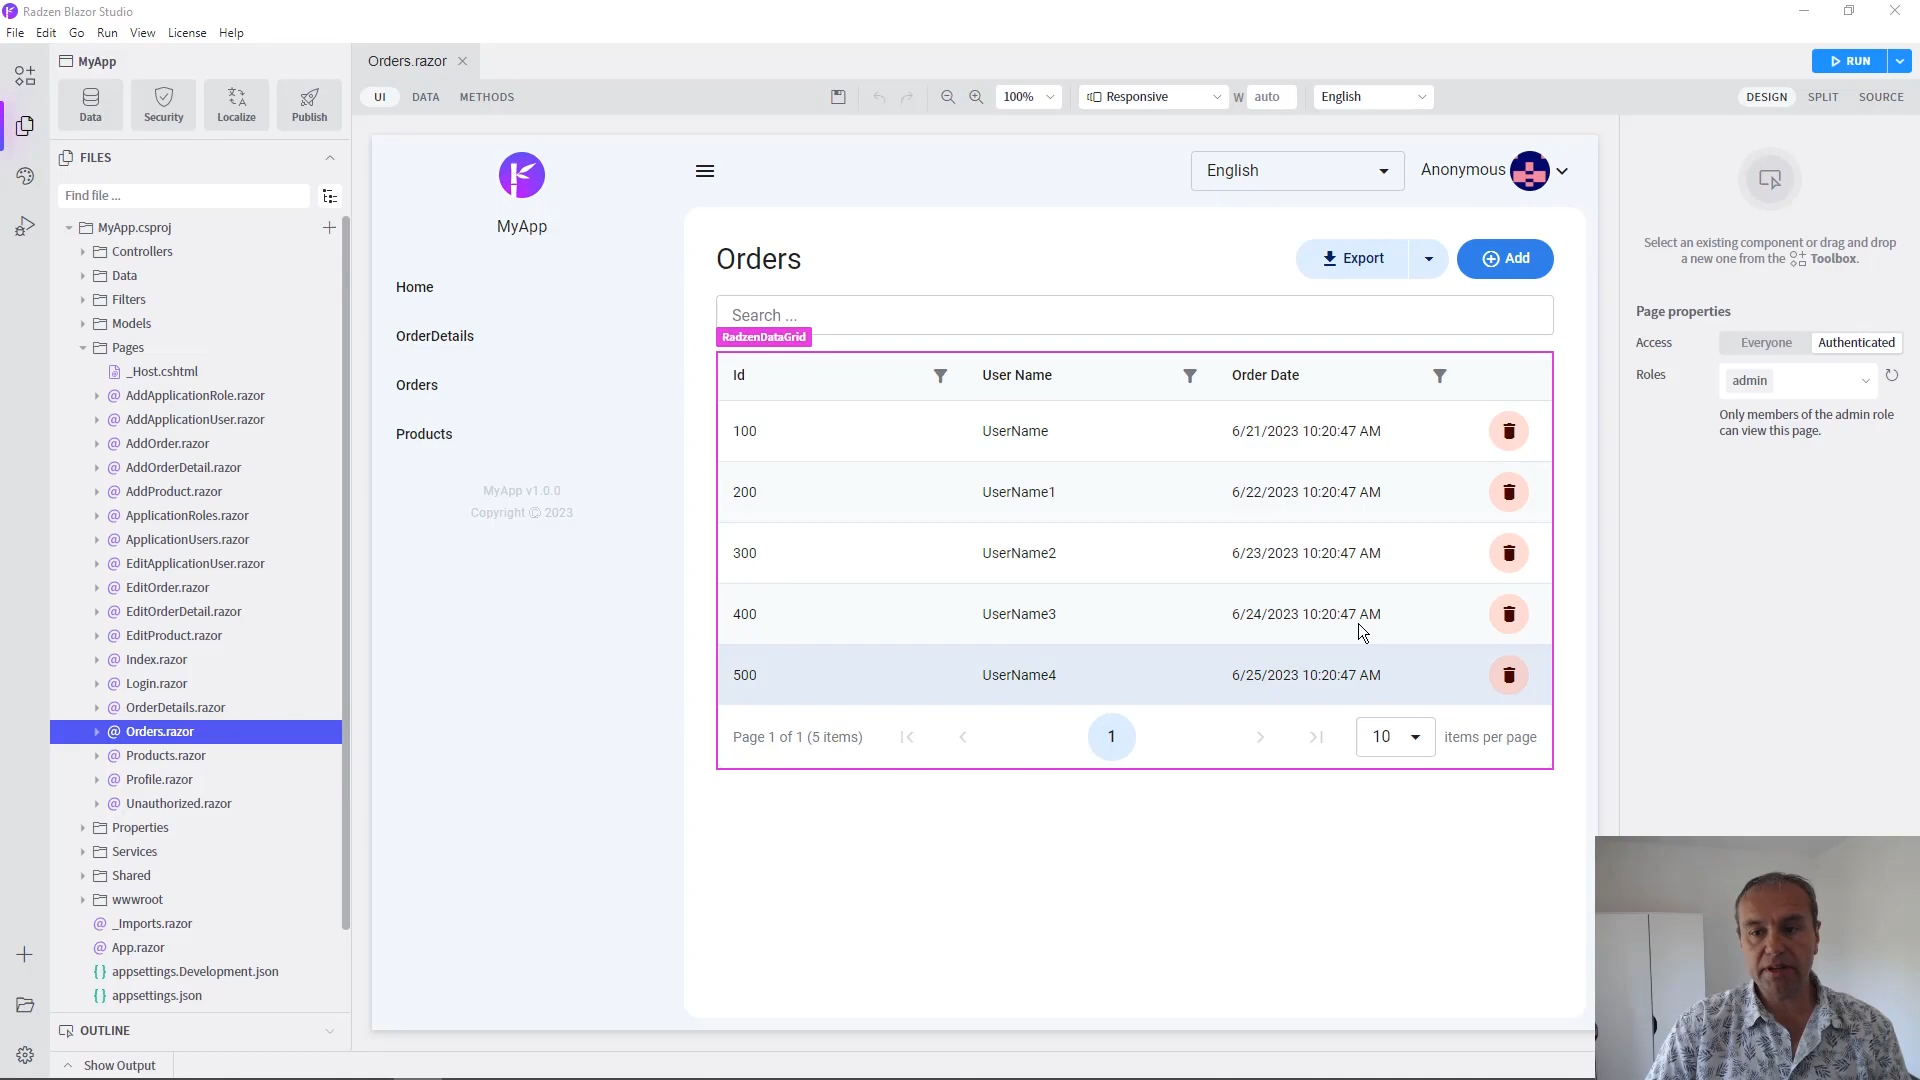 Radzen Blazor Studio
File Edit Go Run View License Help
MyApp
Orders.razor
RUN
Data
Security
Localize
Publish
UI DATA METHODS
100%
Responsive
W auto
English
DESIGN SPLIT SOURCE
FILES
Find file ...
MyApp.csproj
Controllers
Data
Filters
Models
Pages
_Host.cshtml
AddApplicationRole.razor
AddApplicationUser.razor
AddOrder.razor
AddOrderDetail.razor
AddProduct.razor
ApplicationRoles.razor
ApplicationUsers.razor
EditApplicationUser.razor
EditOrder.razor
EditOrderDetail.razor
EditProduct.razor
Index.razor
Login.razor
OrderDetails.razor
Orders.razor
Products.razor
Profile.razor
Unauthorized.razor
Properties
Services
Shared
wwwroot
_Imports.razor
App.razor
appsettings.Development.json
appsettings.json
OUTLINE
Show Output
MyApp
Home
OrderDetails
Orders
Products
MyApp v1.0.0
Copyright © 2023
English
Anonymous
Orders
Export
Add
Search ...
RadzenDataGrid
Id User Name Order Date
100 UserName 6/21/2023 10:20:47 AM
200 UserName1 6/22/2023 10:20:47 AM
300 UserName2 6/23/2023 10:20:47 AM
400 UserName3 6/24/2023 10:20:47 AM
500 UserName4 6/25/2023 10:20:47 AM
Page 1 of 1 (5 items) 1 10 items per page
Select an existing component or drag and drop
a new one from the Toolbox.
Page properties
Access Everyone Authenticated
Roles admin
Only members of the admin role
can view this page.